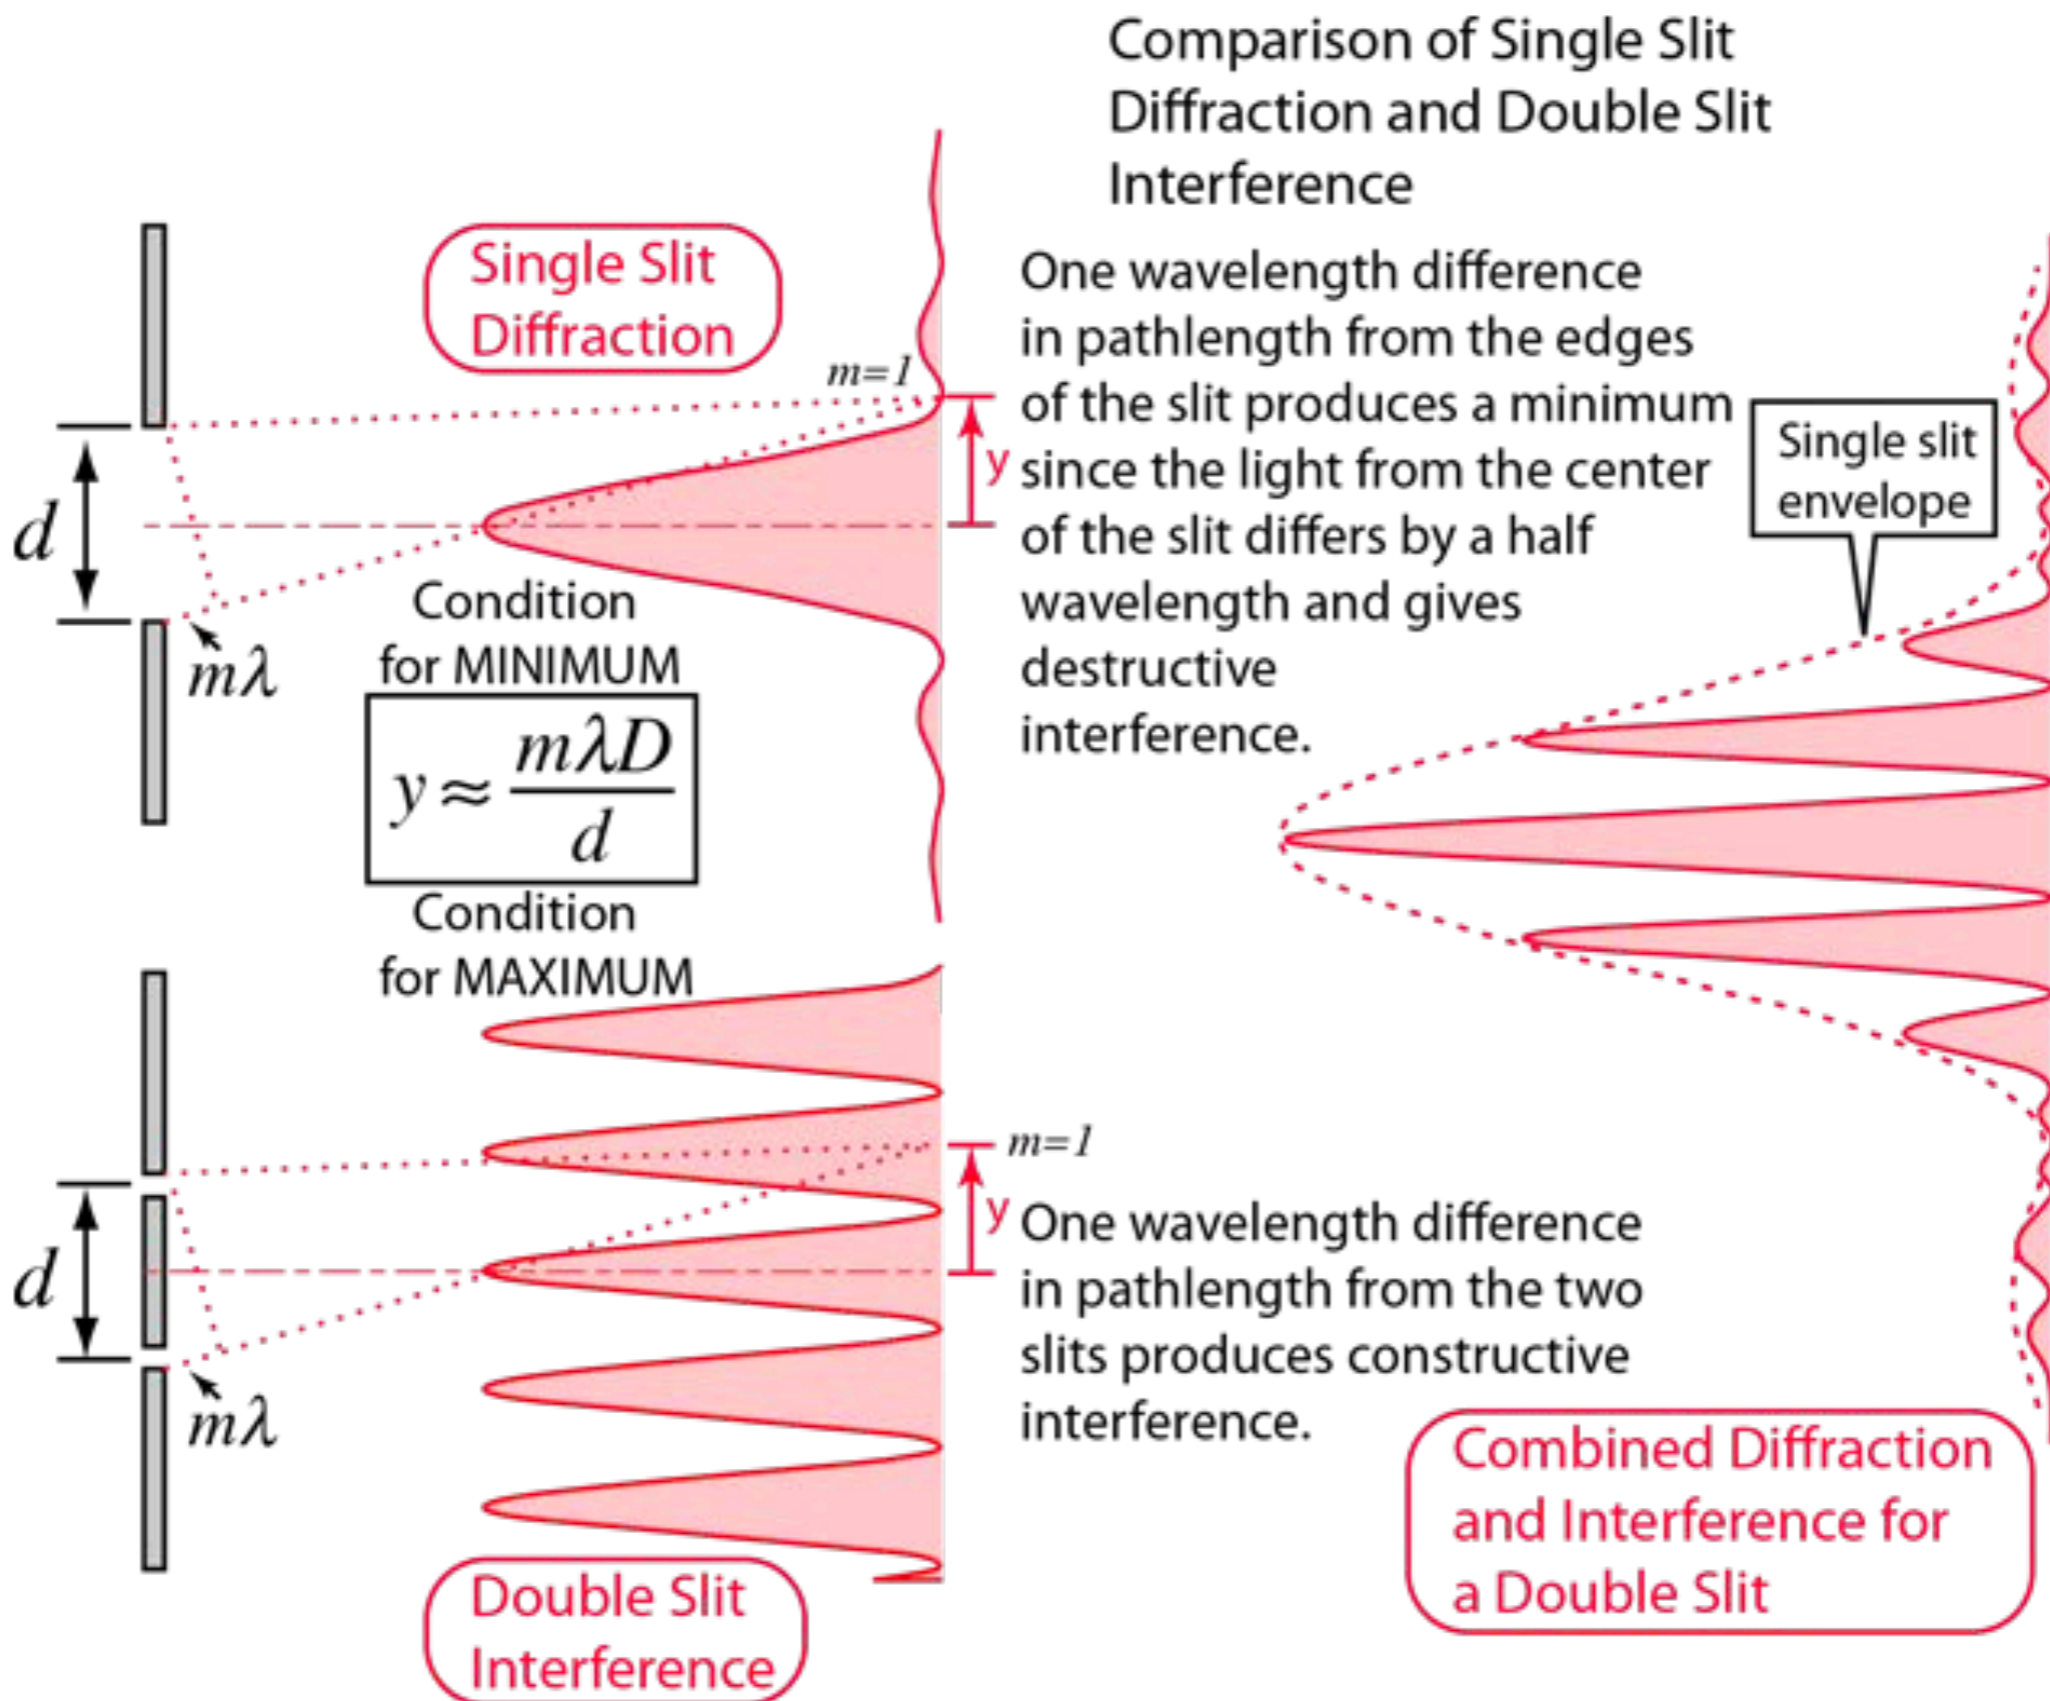 Comparison of Single Slit
Diffraction and Double Slit
Interference
Single Slit
Diffraction
m=1
y
d
mλ
Condition
for MINIMUM
y ≈ mλD / d
Condition
for MAXIMUM
One wavelength difference
in pathlength from the edges
of the slit produces a minimum
since the light from the center
of the slit differs by a half
wavelength and gives
destructive
interference.
Single slit
envelope
m=1
y
d
mλ
One wavelength difference
in pathlength from the two
slits produces constructive
interference.
Double Slit
Interference
Combined Diffraction
and Interference for
a Double Slit